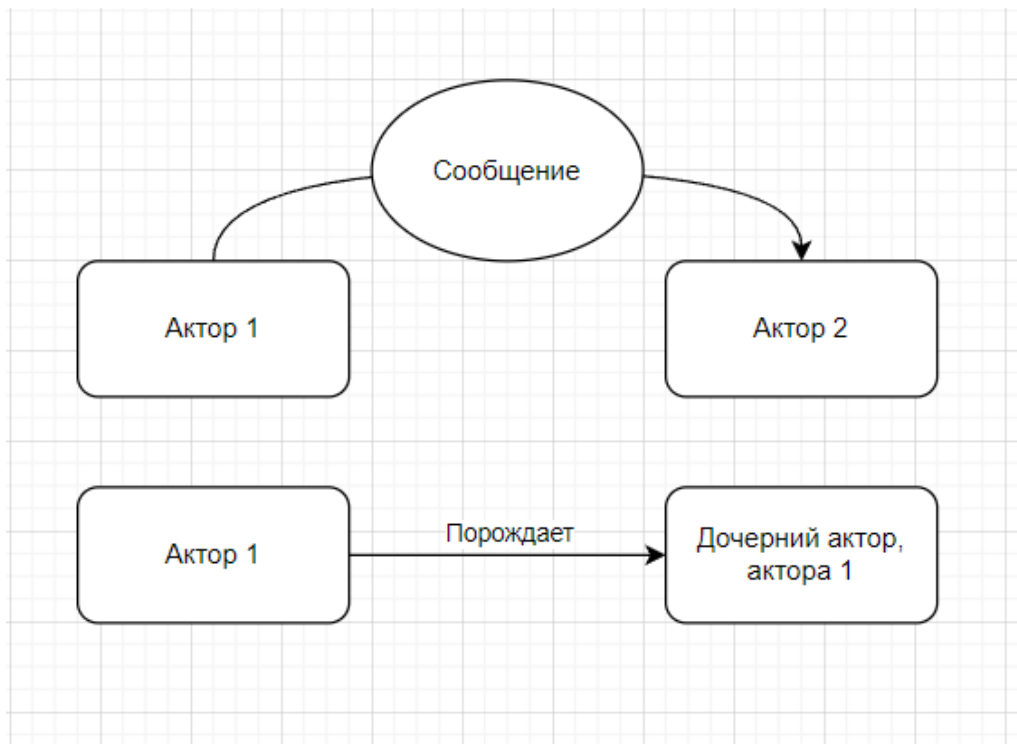 Сообщение
Актор 1
Актор 2
Актор 1
Порождает
Дочерний актор,
актора 1